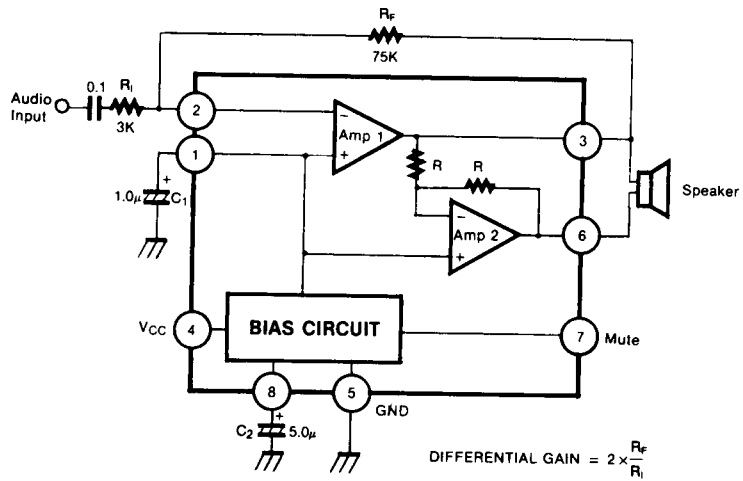 RF
75K
0.1
RI
Audio
Input
3K
2
−
Amp 1
+
1
3
+
1.0μ
C1
R
R
Speaker
−
Amp 2
+
6
VCC
4
BIAS CIRCUIT
7
Mute
8
5
GND
+
C2
5.0μ
DIFFERENTIAL GAIN = 2 × RF
RI